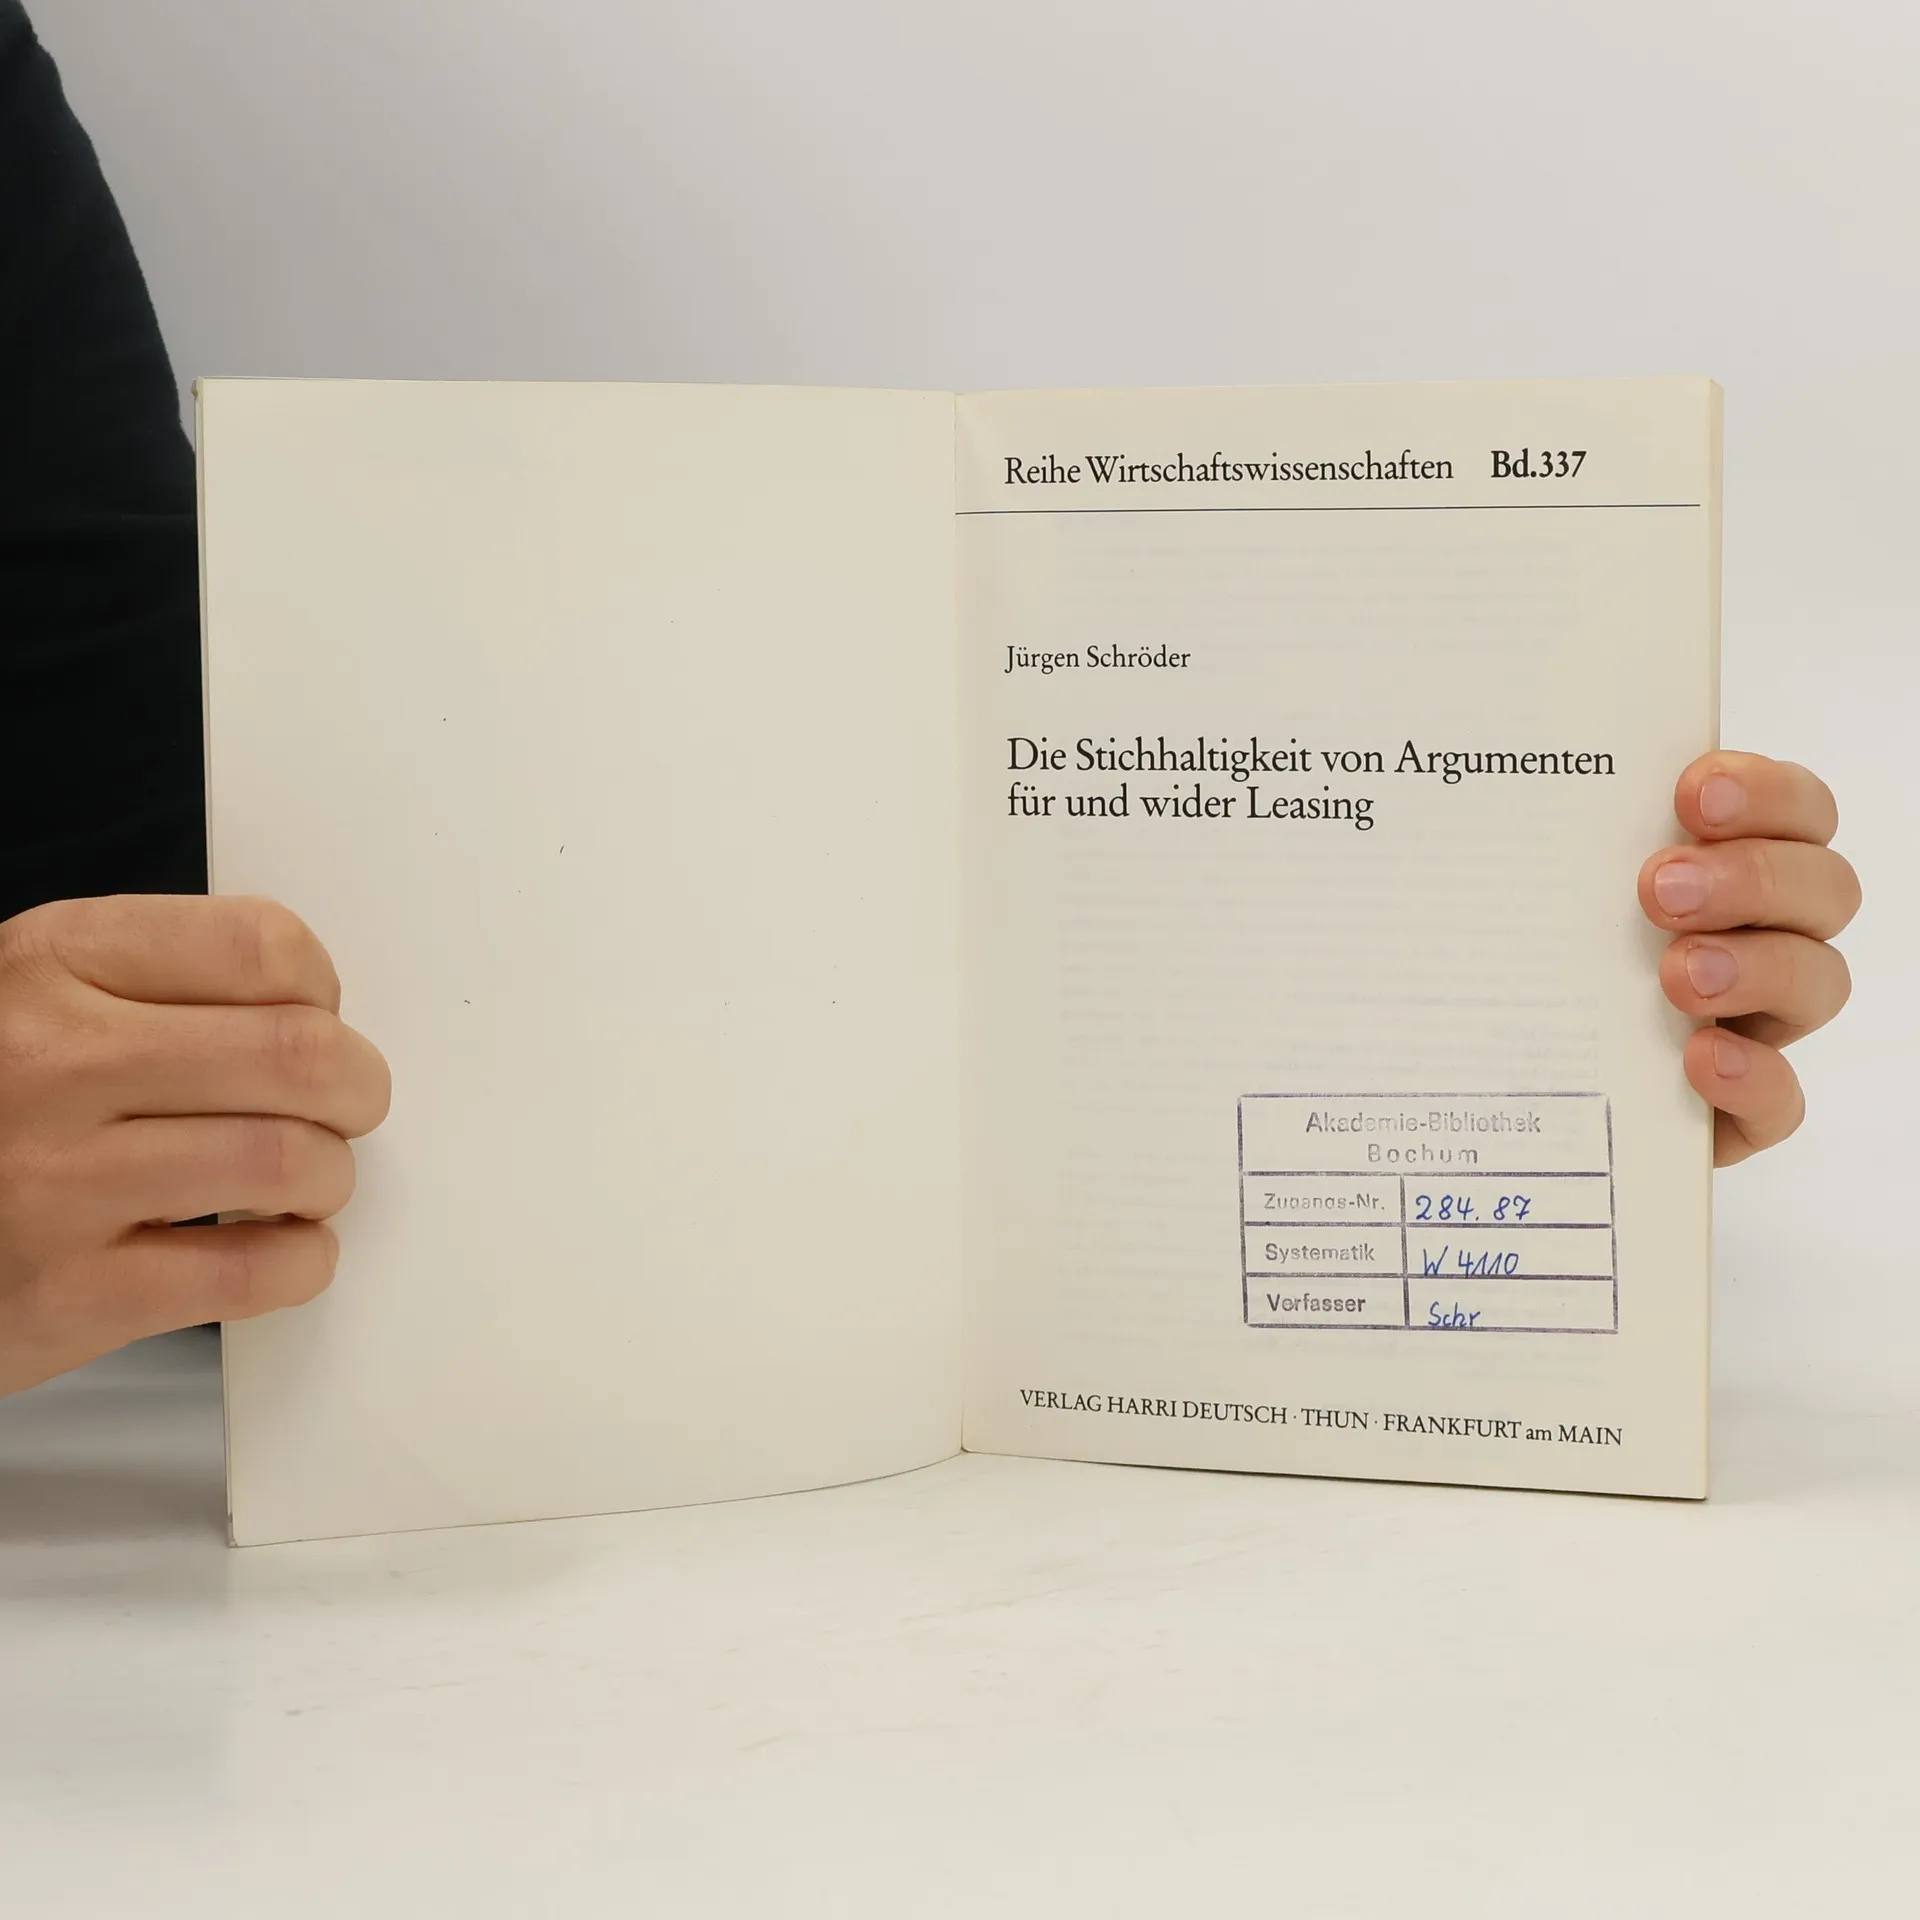 Reihe Wirtschaftswissenschaften Bd.337
Jürgen Schröder
Die Stichhaltigkeit von Argumenten
für und wider Leasing
Akademie-Bibliothek
Bochum
Zugangs-Nr. 284.87
Systematik W 4110
Verfasser Schr
VERLAG HARRI DEUTSCH · THUN · FRANKFURT am MAIN